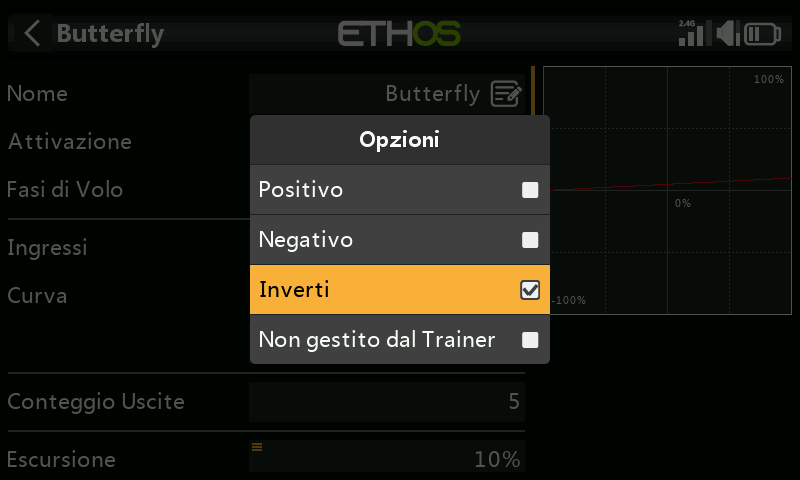 Butterfly
ETHOS
2.4G
Nome
Butterfly
100%
Attivazione
Opzioni
Fasi di Volo
Positivo
0%
Ingressi
Negativo
Curva
Inverti
-100%
Non gestito dal Trainer
Conteggio Uscite
5
Escursione
10%